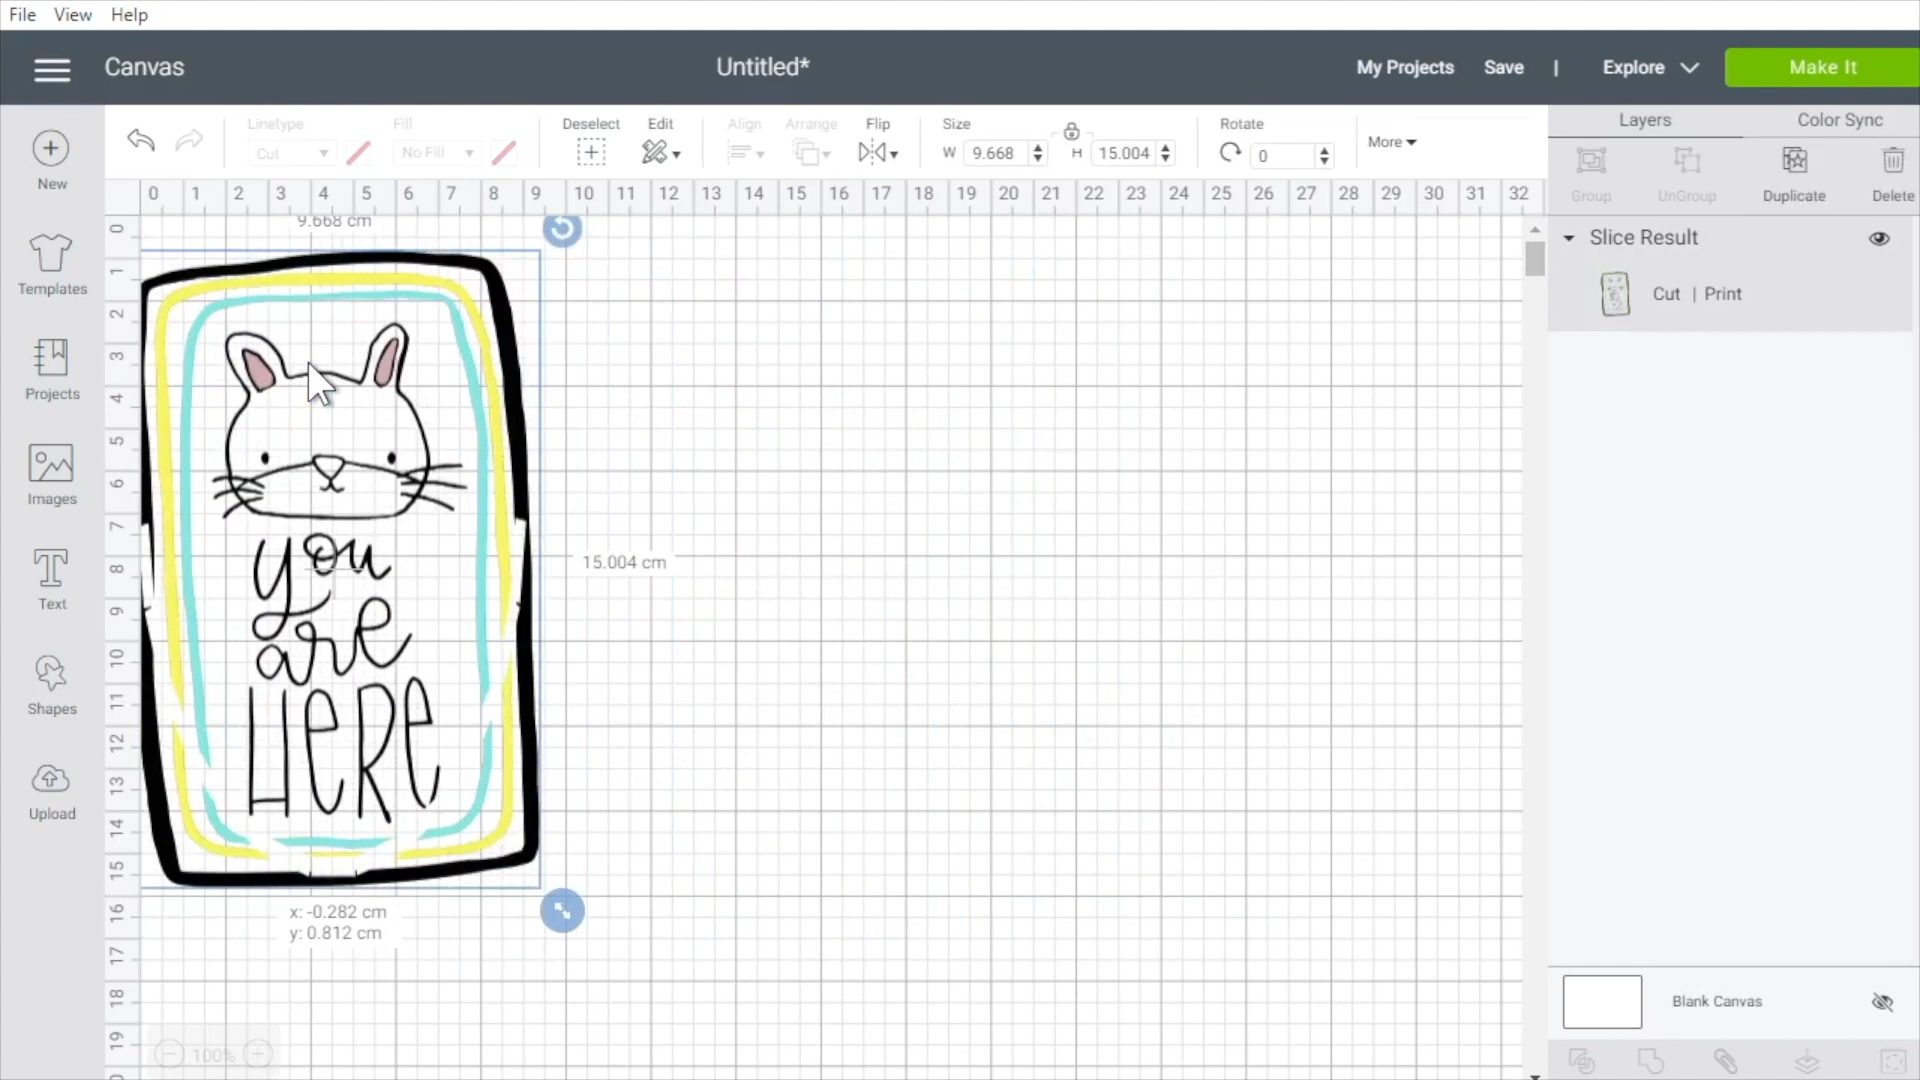 File View Help
Canvas
Untitled*
My Projects Save | Explore
Make It
New
Templates
Projects
Images
Text
Shapes
Upload
Linetype
Cut
Fill
No Fill
Deselect
Edit
Align
Arrange
Flip
Size
W 9.668
H 15.004
Rotate
0
More
0 1 2 3 4 5 6 7 8 9 10 11 12 13 14 15 16 17 18 19 20 21 22 23 24 25 26 27 28 29 30 31 32
0
1
2
3
4
5
6
7
8
9
10
11
12
13
14
15
16
17
18
19
9.668 cm
you
are
HeRe
15.004 cm
x: -0.282 cm
y: 0.812 cm
100%
Layers
Color Sync
Group
UnGroup
Duplicate
Delete
Slice Result
Cut | Print
Blank Canvas